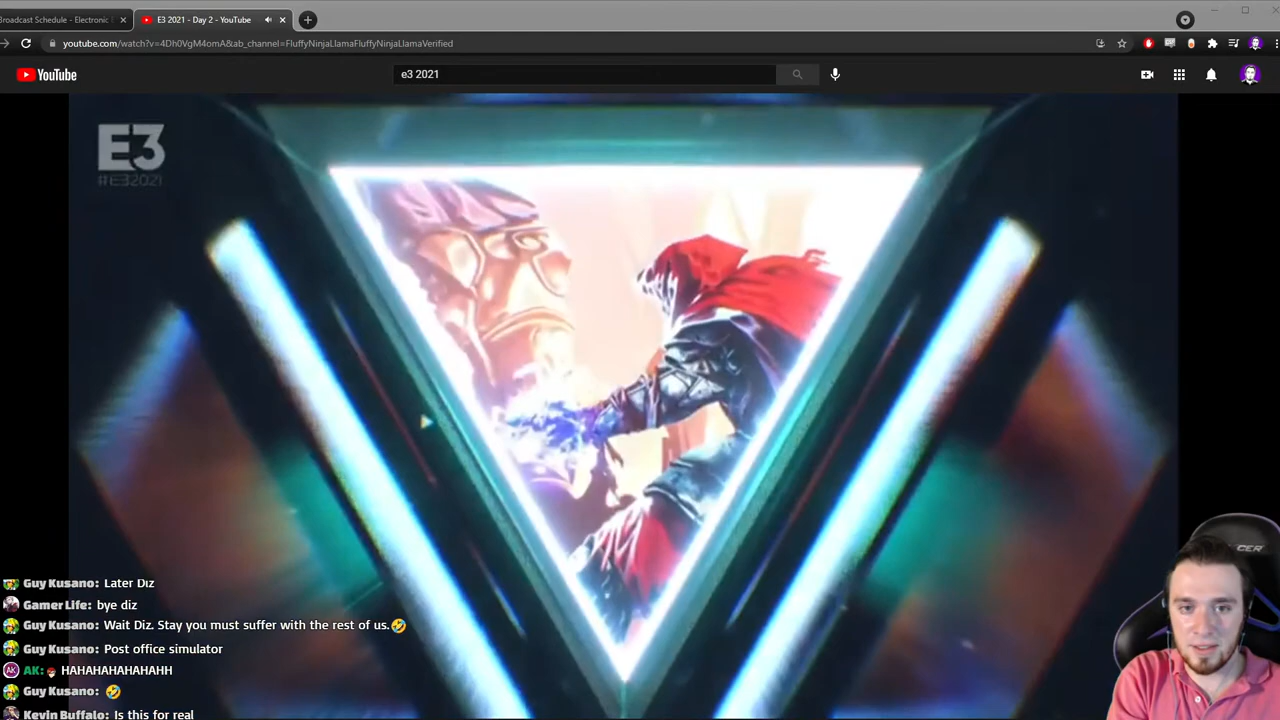 Broadcast Schedule - Electronic E
E3 2021 - Day 2 - YouTube
youtube.com/watch?v=4Dh0VgM4omA&ab_channel=FluffyNinjaLlamaFluffyNinjaLlamaVerified
YouTube
e3 2021
E3
#E32021
Guy Kusano: Later Diz
Gamer Life: bye diz
Guy Kusano: Wait Diz. Stay you must suffer with the rest of us.🤣
Guy Kusano: Post office simulator
AK AK: HAHAHAHAHAHH
Guy Kusano: 🤣
Kevin Buffalo: Is this for real